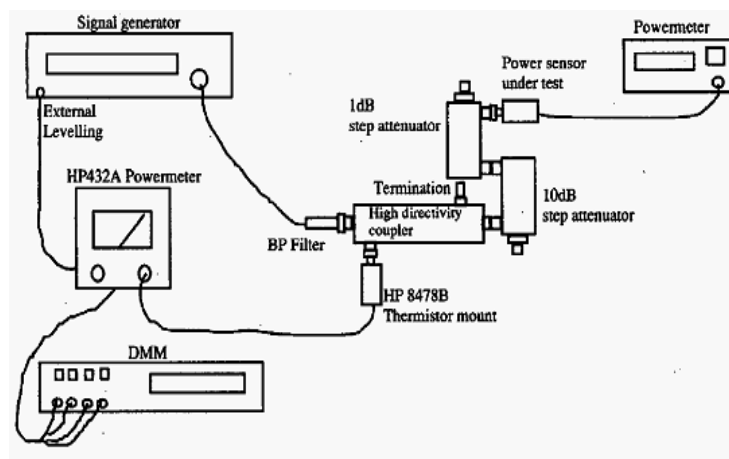 Signal generator
Powermeter
Power sensor
under test
1dB
step attenuator
External
Levelling
HP432A Powermeter
Termination
10dB
step attenuator
High directivity
coupler
BP Filter
HP 8478B
Thermistor mount
DMM